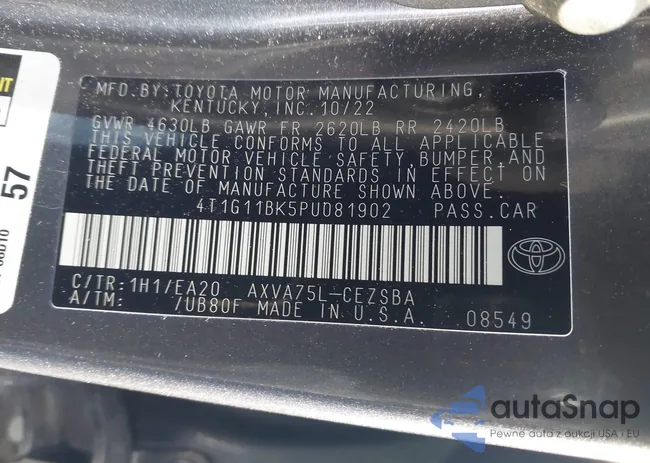 MFD.BY:TOYOTA MOTOR MANUFACTURING,
KENTUCKY,INC.10/22
GVWR 4630LB GAWR FR 2620LB RR 2420LB
THIS VEHICLE CONFORMS TO ALL APPLICABLE
FEDERAL MOTOR VEHICLE SAFETY,BUMPER,AND
THEFT PREVENTION STANDARDS IN EFFECT ON
THE DATE OF MANUFACTURE SHOWN ABOVE.
4T1G11BK5PU081902 PASS.CAR
C/TR:1H1/EA20 AXVA75L-CEZSBA
A/TM: /UB80F MADE IN U.S.A. 08549
57
autaSnap
Pewne auta z aukcji USA i EU